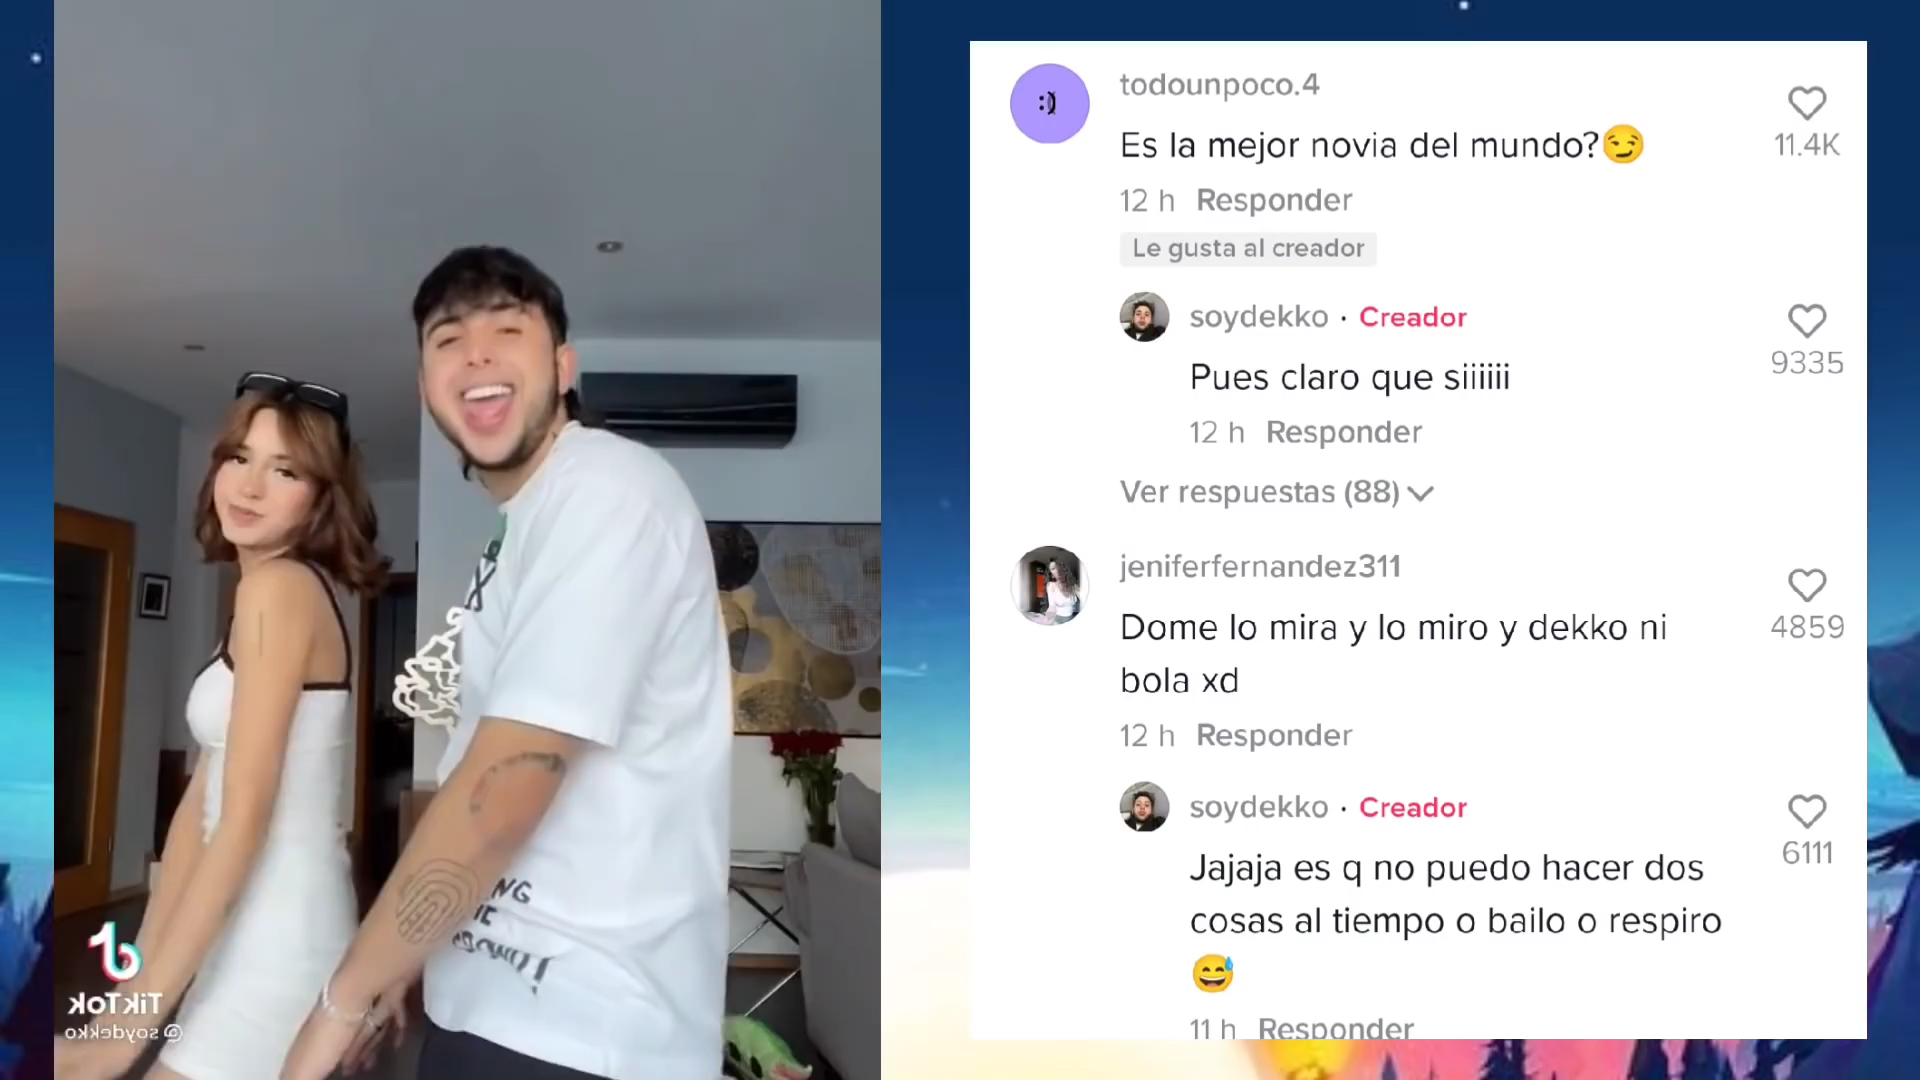 TikTok
@soydekko
todounpoco.4
Es la mejor novia del mundo?😏
11.4K
12 h Responder
Le gusta al creador
soydekko · Creador
Pues claro que siiiiii
9335
12 h Responder
Ver respuestas (88)
jeniferfernandez311
Dome lo mira y lo miro y dekko ni
bola xd
4859
12 h Responder
soydekko · Creador
Jajaja es q no puedo hacer dos
cosas al tiempo o bailo o respiro
😅
6111
11 h Responder